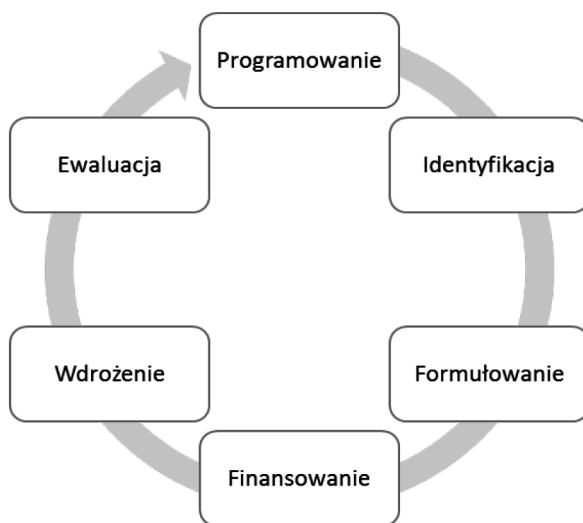 Programowanie
Identyfikacja
Formułowanie
Finansowanie
Wdrożenie
Ewaluacja